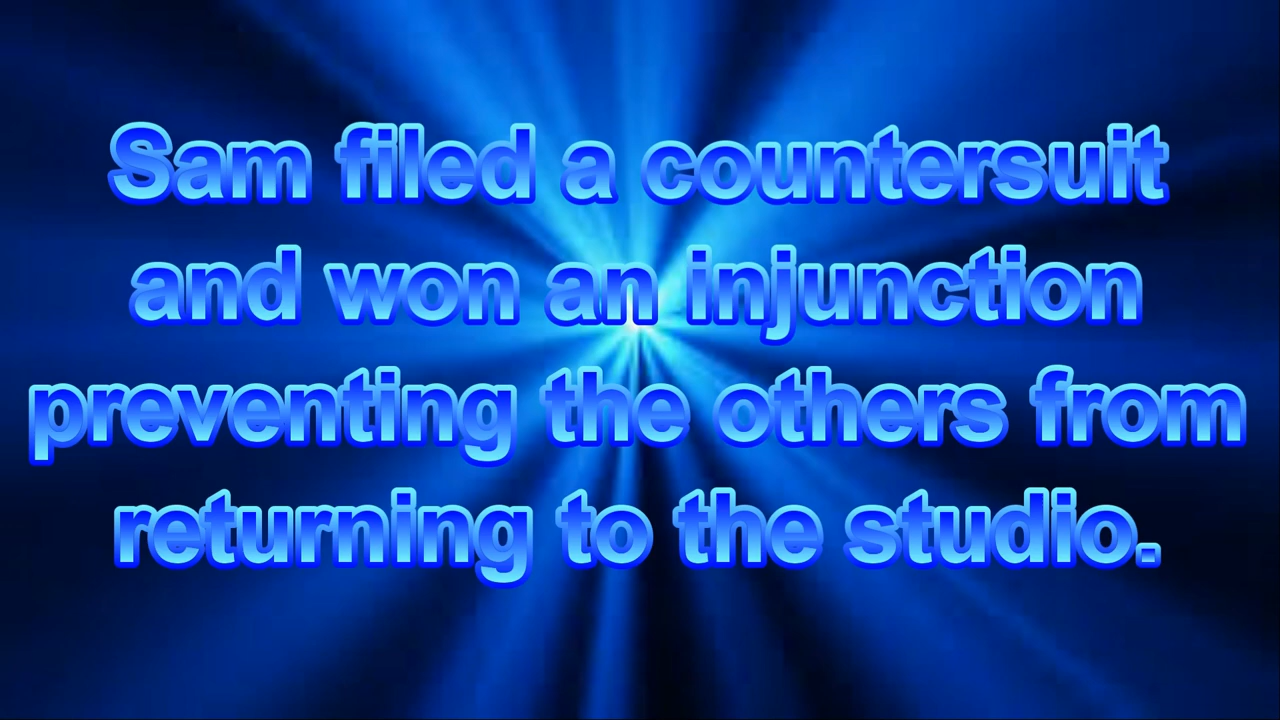 Sam filed a countersuit
and won an injunction
preventing the others from
returning to the studio.